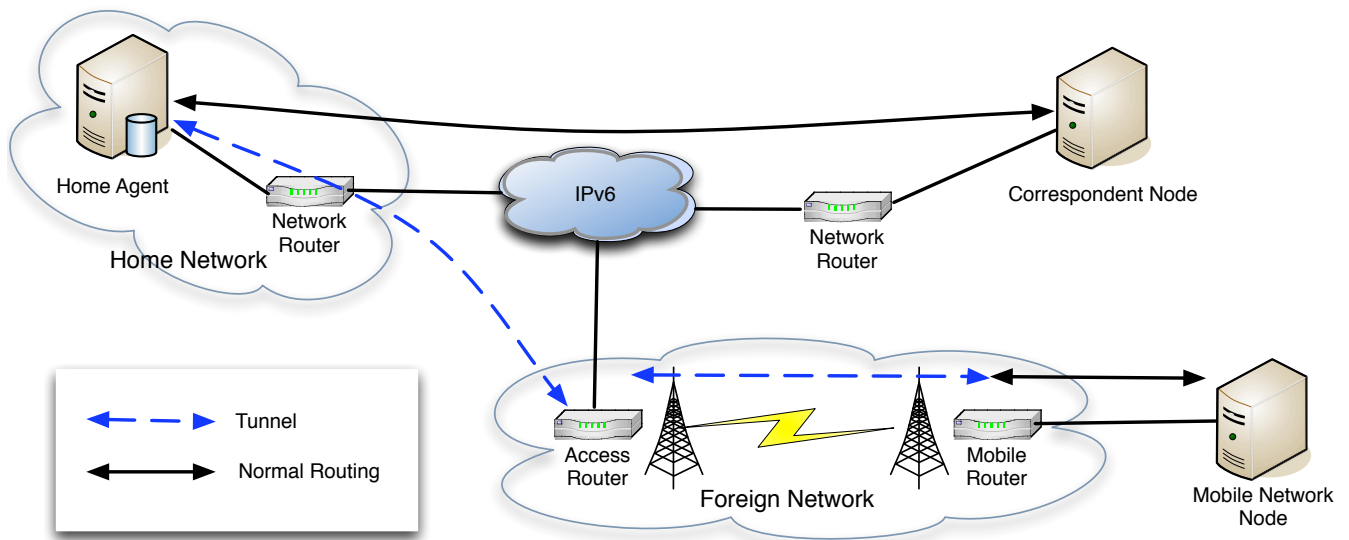 Home Agent
Network
Router
Home Network
IPv6
Network
Router
Correspondent Node
Tunnel
Normal Routing
Access
Router
Foreign Network
Mobile
Router
Mobile Network
Node